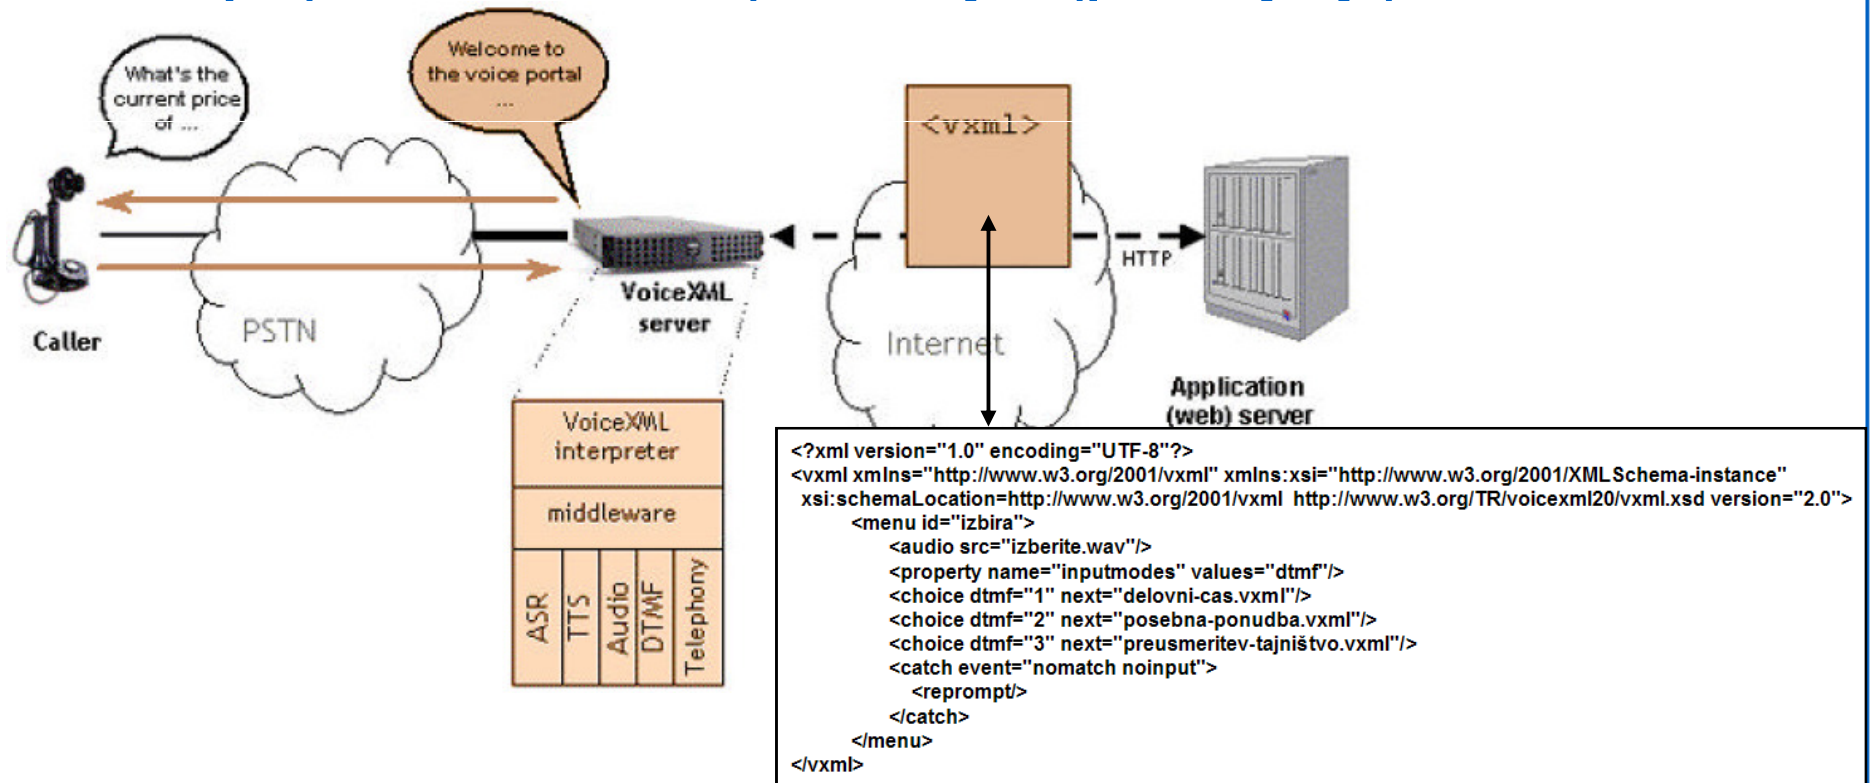 What's the
current price
of ...
Welcome to
the voice portal
...
<vxml>
HTTP
VoiceXML
server
Caller
PSTN
Internet
Application
(web) server
VoiceXML
interpreter
middleware
ASR
TTS
Audio
DTMF
Telephony
<?xml version="1.0" encoding="UTF-8"?>
<vxml xmlns="http://www.w3.org/2001/vxml" xmlns:xsi="http://www.w3.org/2001/XMLSchema-instance"
xsi:schemaLocation=http://www.w3.org/2001/vxml http://www.w3.org/TR/voicexml20/vxml.xsd version="2.0">
<menu id="izbira">
<audio src="izberite.wav"/>
<property name="inputmodes" values="dtmf"/>
<choice dtmf="1" next="delovni-cas.vxml"/>
<choice dtmf="2" next="posebna-ponudba.vxml"/>
<choice dtmf="3" next="preusmeritev-tajništvo.vxml"/>
<catch event="nomatch noinput">
<reprompt/>
</catch>
</menu>
</vxml>